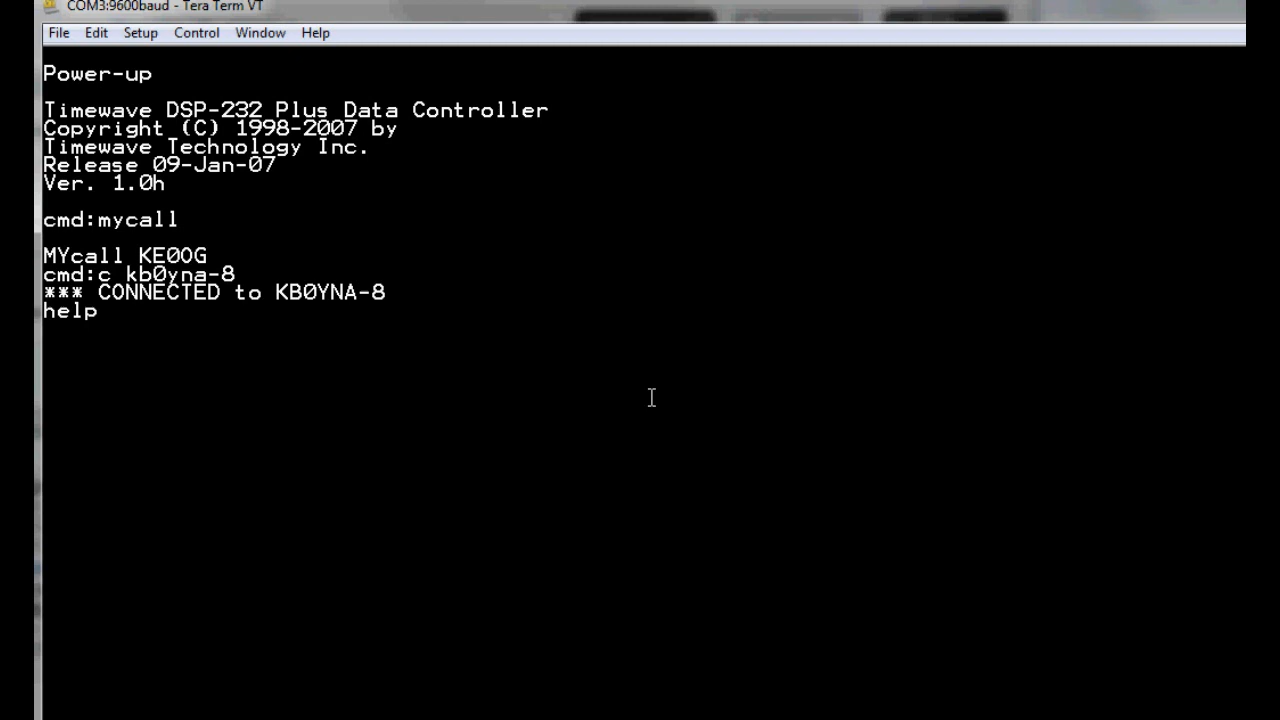 COM3:9600baud - Tera Term VT
File Edit Setup Control Window Help
Power-up
Timewave DSP-232 Plus Data Controller
Copyright (C) 1998-2007 by
Timewave Technology Inc.
Release 09-Jan-07
Ver. 1.0h
cmd:mycall
MYcall KE0OG
cmd:c kb0yna-8
*** CONNECTED to KB0YNA-8
help